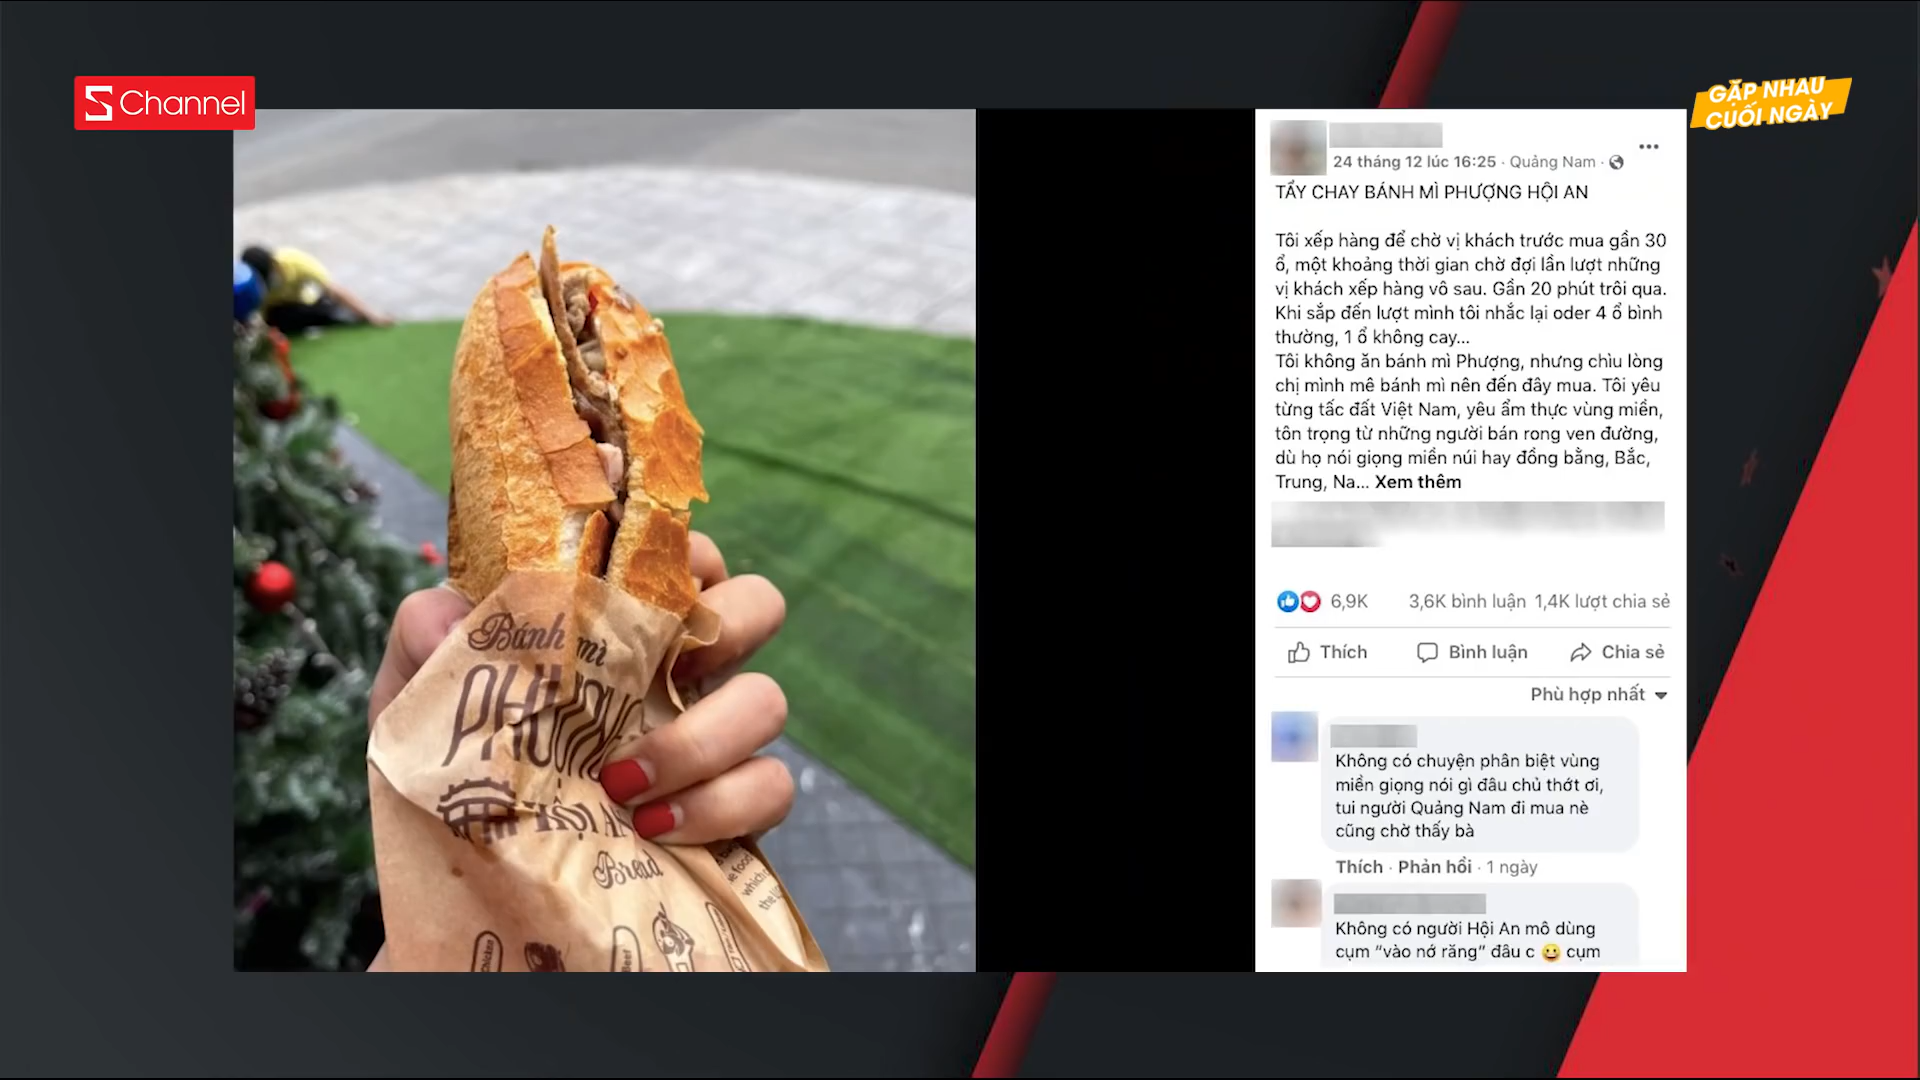 S Channel
GẶP NHAU
CUỐI NGÀY
Bánh mì
PHƯỢNG
HỘI AN
Bread
Chicken
Beef
24 tháng 12 lúc 16:25 · Quảng Nam ·
TẨY CHAY BÁNH MÌ PHƯỢNG HỘI AN
Tôi xếp hàng để chờ vị khách trước mua gần 30
ổ, một khoảng thời gian chờ đợi lần lượt những
vị khách xếp hàng vô sau. Gần 20 phút trôi qua.
Khi sắp đến lượt mình tôi nhắc lại oder 4 ổ bình
thường, 1 ổ không cay...
Tôi không ăn bánh mì Phượng, nhưng chìu lòng
chị mình mê bánh mì nên đến đây mua. Tôi yêu
từng tấc đất Việt Nam, yêu ẩm thực vùng miền,
tôn trọng từ những người bán rong ven đường,
dù họ nói giọng miền núi hay đồng bằng, Bắc,
Trung, Na... Xem thêm
6,9K 3,6K bình luận 1,4K lượt chia sẻ
Thích Bình luận Chia sẻ
Phù hợp nhất
Không có chuyện phân biệt vùng
miền giọng nói gì đâu chủ thớt ơi,
tui người Quảng Nam đi mua nè
cũng chờ thấy bà
Thích · Phản hồi · 1 ngày
Không có người Hội An mô dùng
cụm “vào nớ răng” đâu c 😀 cụm